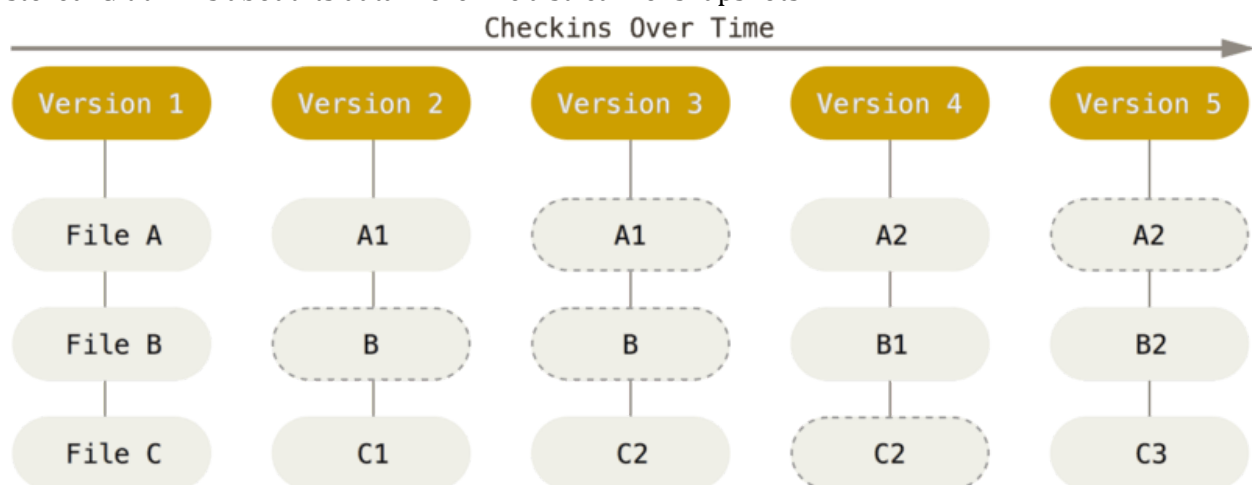 Checkins Over Time
Version 1 Version 2 Version 3 Version 4 Version 5
File A A1 A1 A2 A2
File B B B B1 B2
File C C1 C2 C2 C3